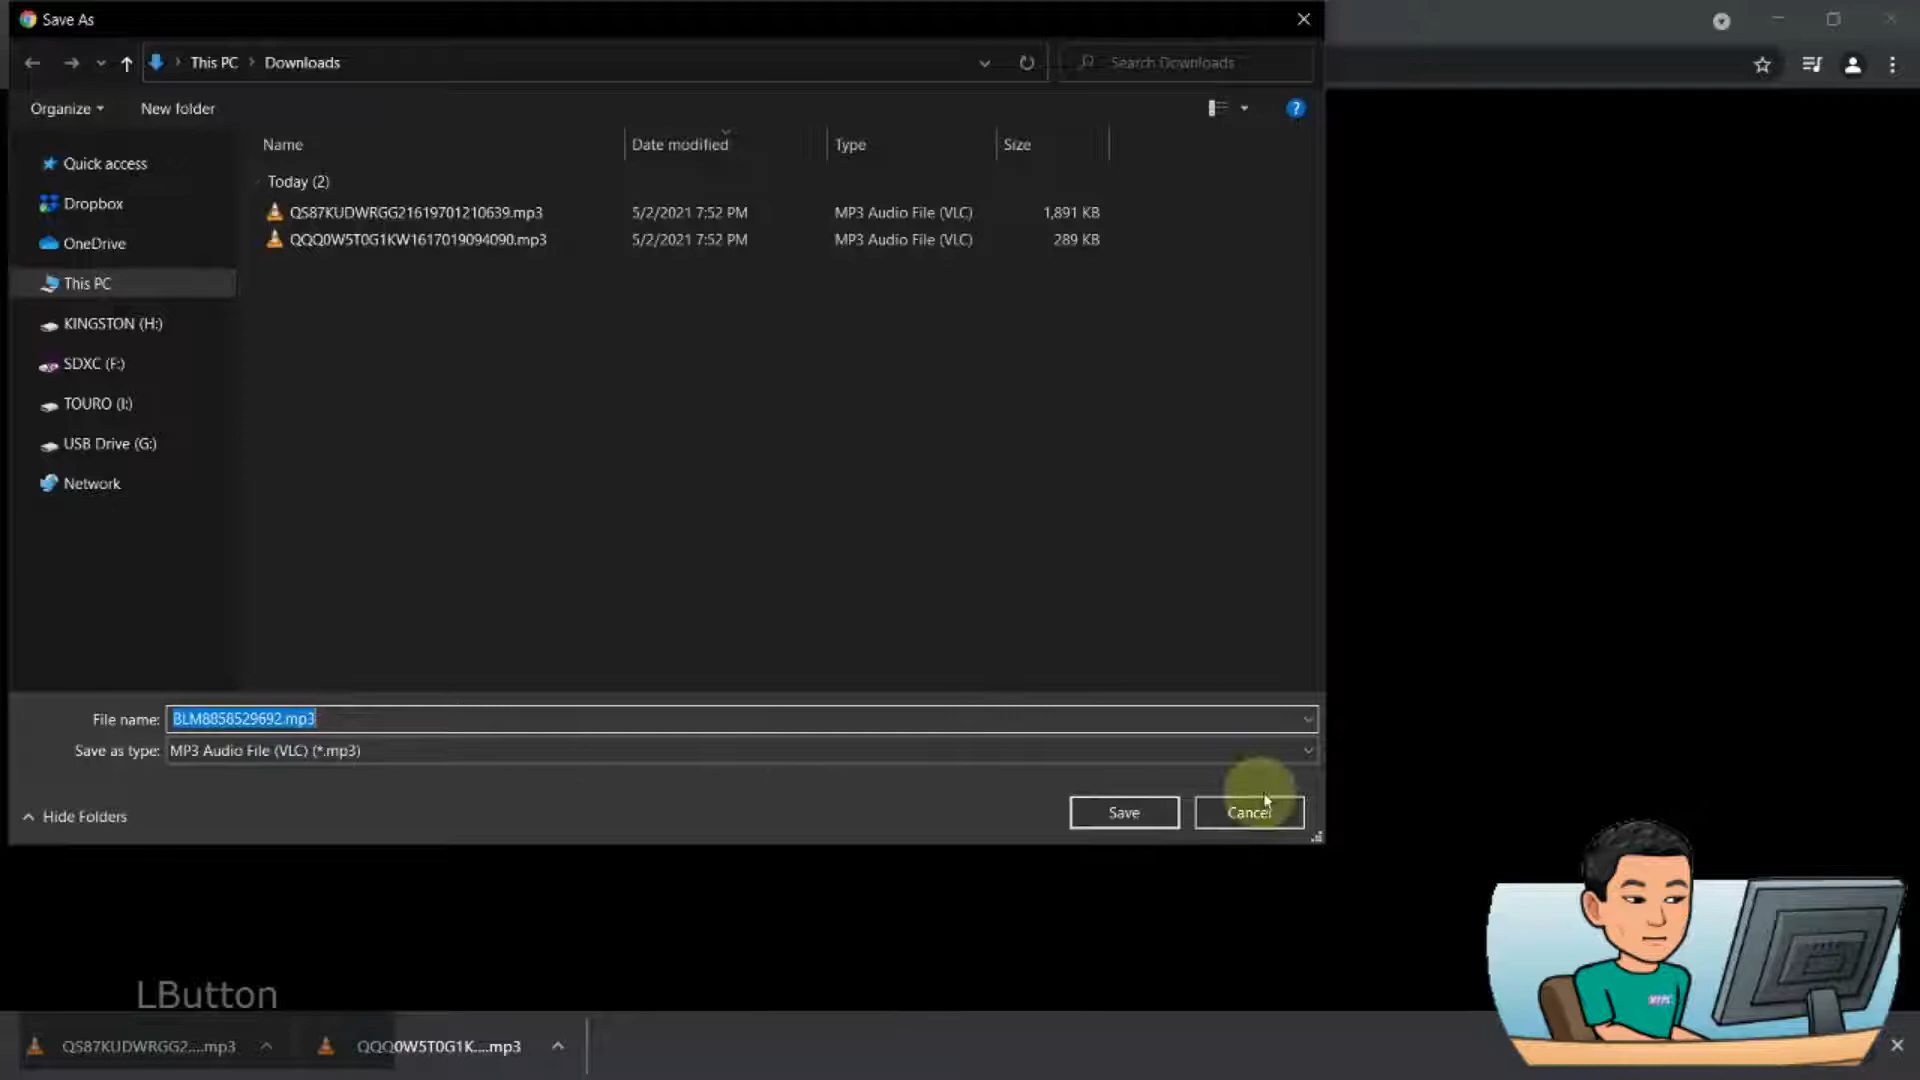 Save As
This PC
Downloads
Search Downloads
Organize
New folder
Name
Date modified
Type
Size
Quick access
Dropbox
OneDrive
This PC
KINGSTON (H:)
SDXC (F:)
TOURO (I:)
USB Drive (G:)
Network
Today (2)
QS87KUDWRGG21619701210639.mp3 5/2/2021 7:52 PM MP3 Audio File (VLC) 1,891 KB
QQQ0W5T0G1KW1617019094090.mp3 5/2/2021 7:52 PM MP3 Audio File (VLC) 289 KB
File name: BLM8858529692.mp3
Save as type: MP3 Audio File (VLC) (*.mp3)
Hide Folders
Save
Cancel
LButton
QS87KUDWRGG2....mp3
QQQ0W5T0G1K....mp3